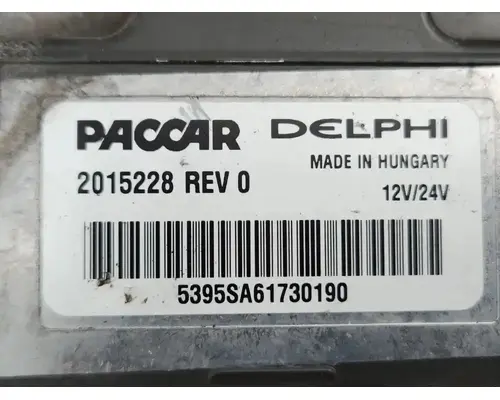 PACCAR DELPHI
MADE IN HUNGARY
2015228 REV 0
12V/24V
5395SA61730190